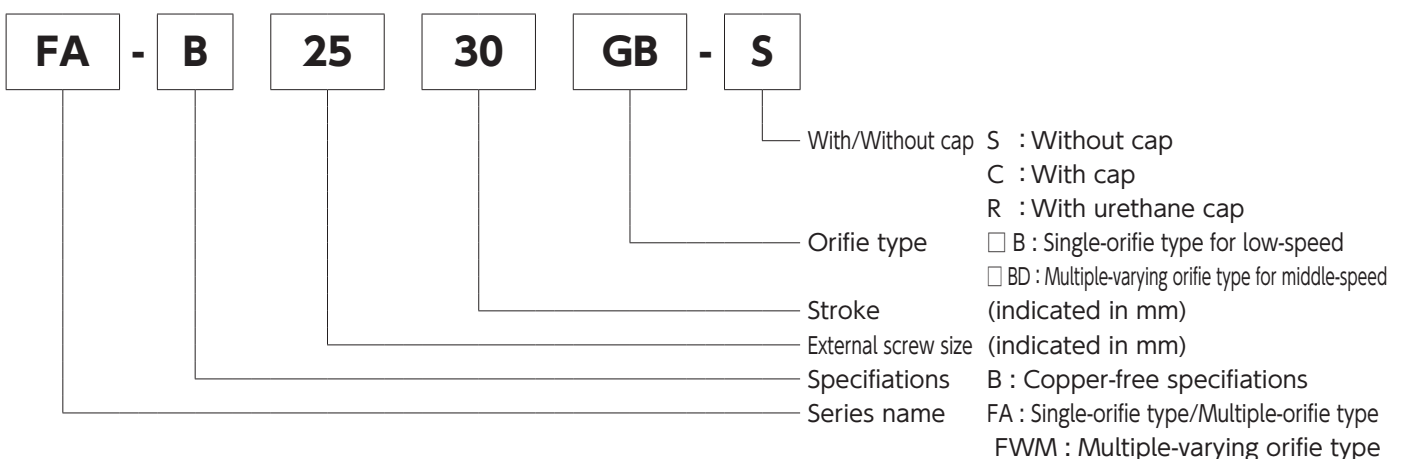 FA - B 25 30 GB - S
With/Without cap S : Without cap
C : With cap
R : With urethane cap
Orifie type □ B : Single-orifie type for low-speed
□ BD : Multiple-varying orifie type for middle-speed
Stroke (indicated in mm)
External screw size (indicated in mm)
Specifiations B : Copper-free specifiations
Series name FA : Single-orifie type/Multiple-orifie type
FWM : Multiple-varying orifie type